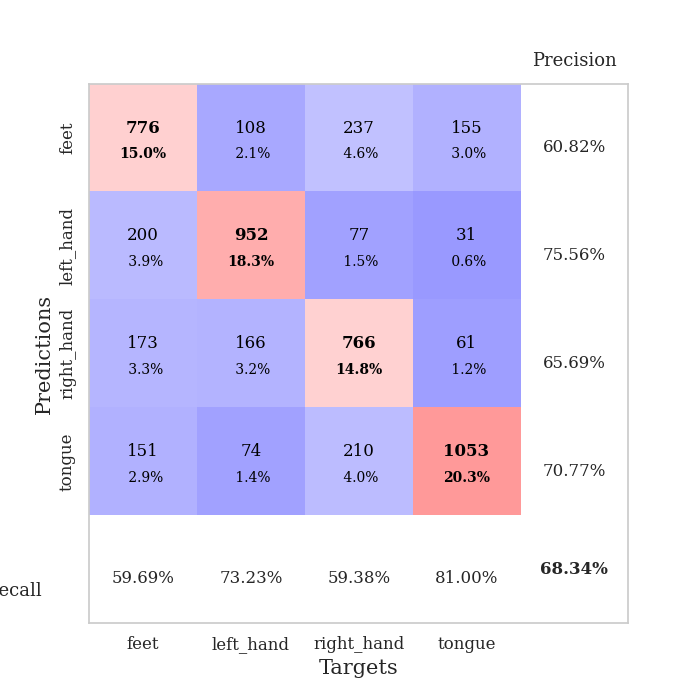 Precision
feet 776 108 237 155 60.82%
15.0% 2.1% 4.6% 3.0%
left_hand 200 952 77 31 75.56%
3.9% 18.3% 1.5% 0.6%
Predictions
right_hand 173 166 766 61 65.69%
3.3% 3.2% 14.8% 1.2%
tongue 151 74 210 1053 70.77%
2.9% 1.4% 4.0% 20.3%
ecall 59.69% 73.23% 59.38% 81.00% 68.34%
feet left_hand right_hand tongue
Targets